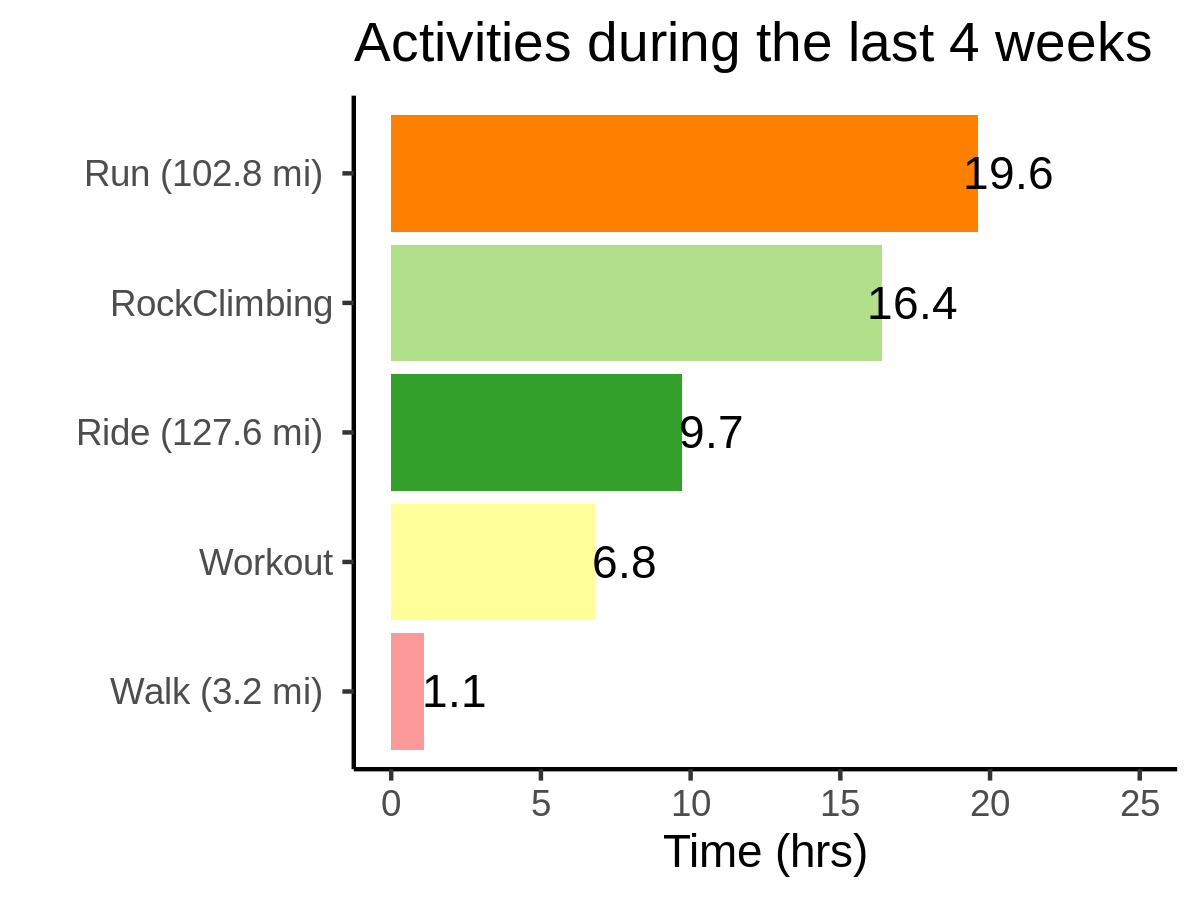 Activities during the last 4 weeks
Run (102.8 mi)
19.6
RockClimbing
16.4
Ride (127.6 mi)
9.7
Workout
6.8
Walk (3.2 mi)
1.1
0 5 10 15 20 25
Time (hrs)